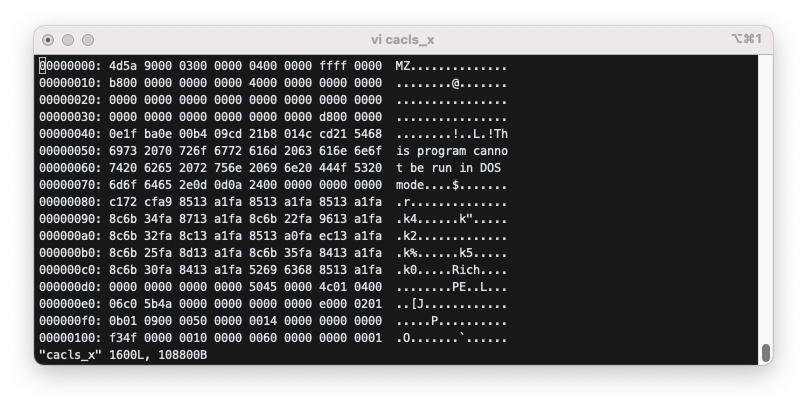 vi cacls_x
⌥⌘1
00000000: 4d5a 9000 0300 0000 0400 0000 ffff 0000  MZ..............
00000010: b800 0000 0000 0000 4000 0000 0000 0000  ........@.......
00000020: 0000 0000 0000 0000 0000 0000 0000 0000  ................
00000030: 0000 0000 0000 0000 0000 0000 d800 0000  ................
00000040: 0e1f ba0e 00b4 09cd 21b8 014c cd21 5468  ........!..L.!Th
00000050: 6973 2070 726f 6772 616d 2063 616e 6e6f  is program canno
00000060: 7420 6265 2072 756e 2069 6e20 444f 5320  t be run in DOS
00000070: 6d6f 6465 2e0d 0d0a 2400 0000 0000 0000  mode....$.......
00000080: c172 cfa9 8513 a1fa 8513 a1fa 8513 a1fa  .r..............
00000090: 8c6b 34fa 8713 a1fa 8c6b 22fa 9613 a1fa  .k4......k".....
000000a0: 8c6b 32fa 8c13 a1fa 8513 a0fa ec13 a1fa  .k2.............
000000b0: 8c6b 25fa 8d13 a1fa 8c6b 35fa 8413 a1fa  .k%......k5.....
000000c0: 8c6b 30fa 8413 a1fa 5269 6368 8513 a1fa  .k0.....Rich....
000000d0: 0000 0000 0000 0000 5045 0000 4c01 0400  ........PE..L...
000000e0: 06c0 5b4a 0000 0000 0000 0000 e000 0201  ..[J............
000000f0: 0b01 0900 0050 0000 0014 0000 0000 0000  .....P..........
00000100: f34f 0000 0010 0000 0060 0000 0000 0001  .O.......`......
"cacls_x" 1600L, 108800B